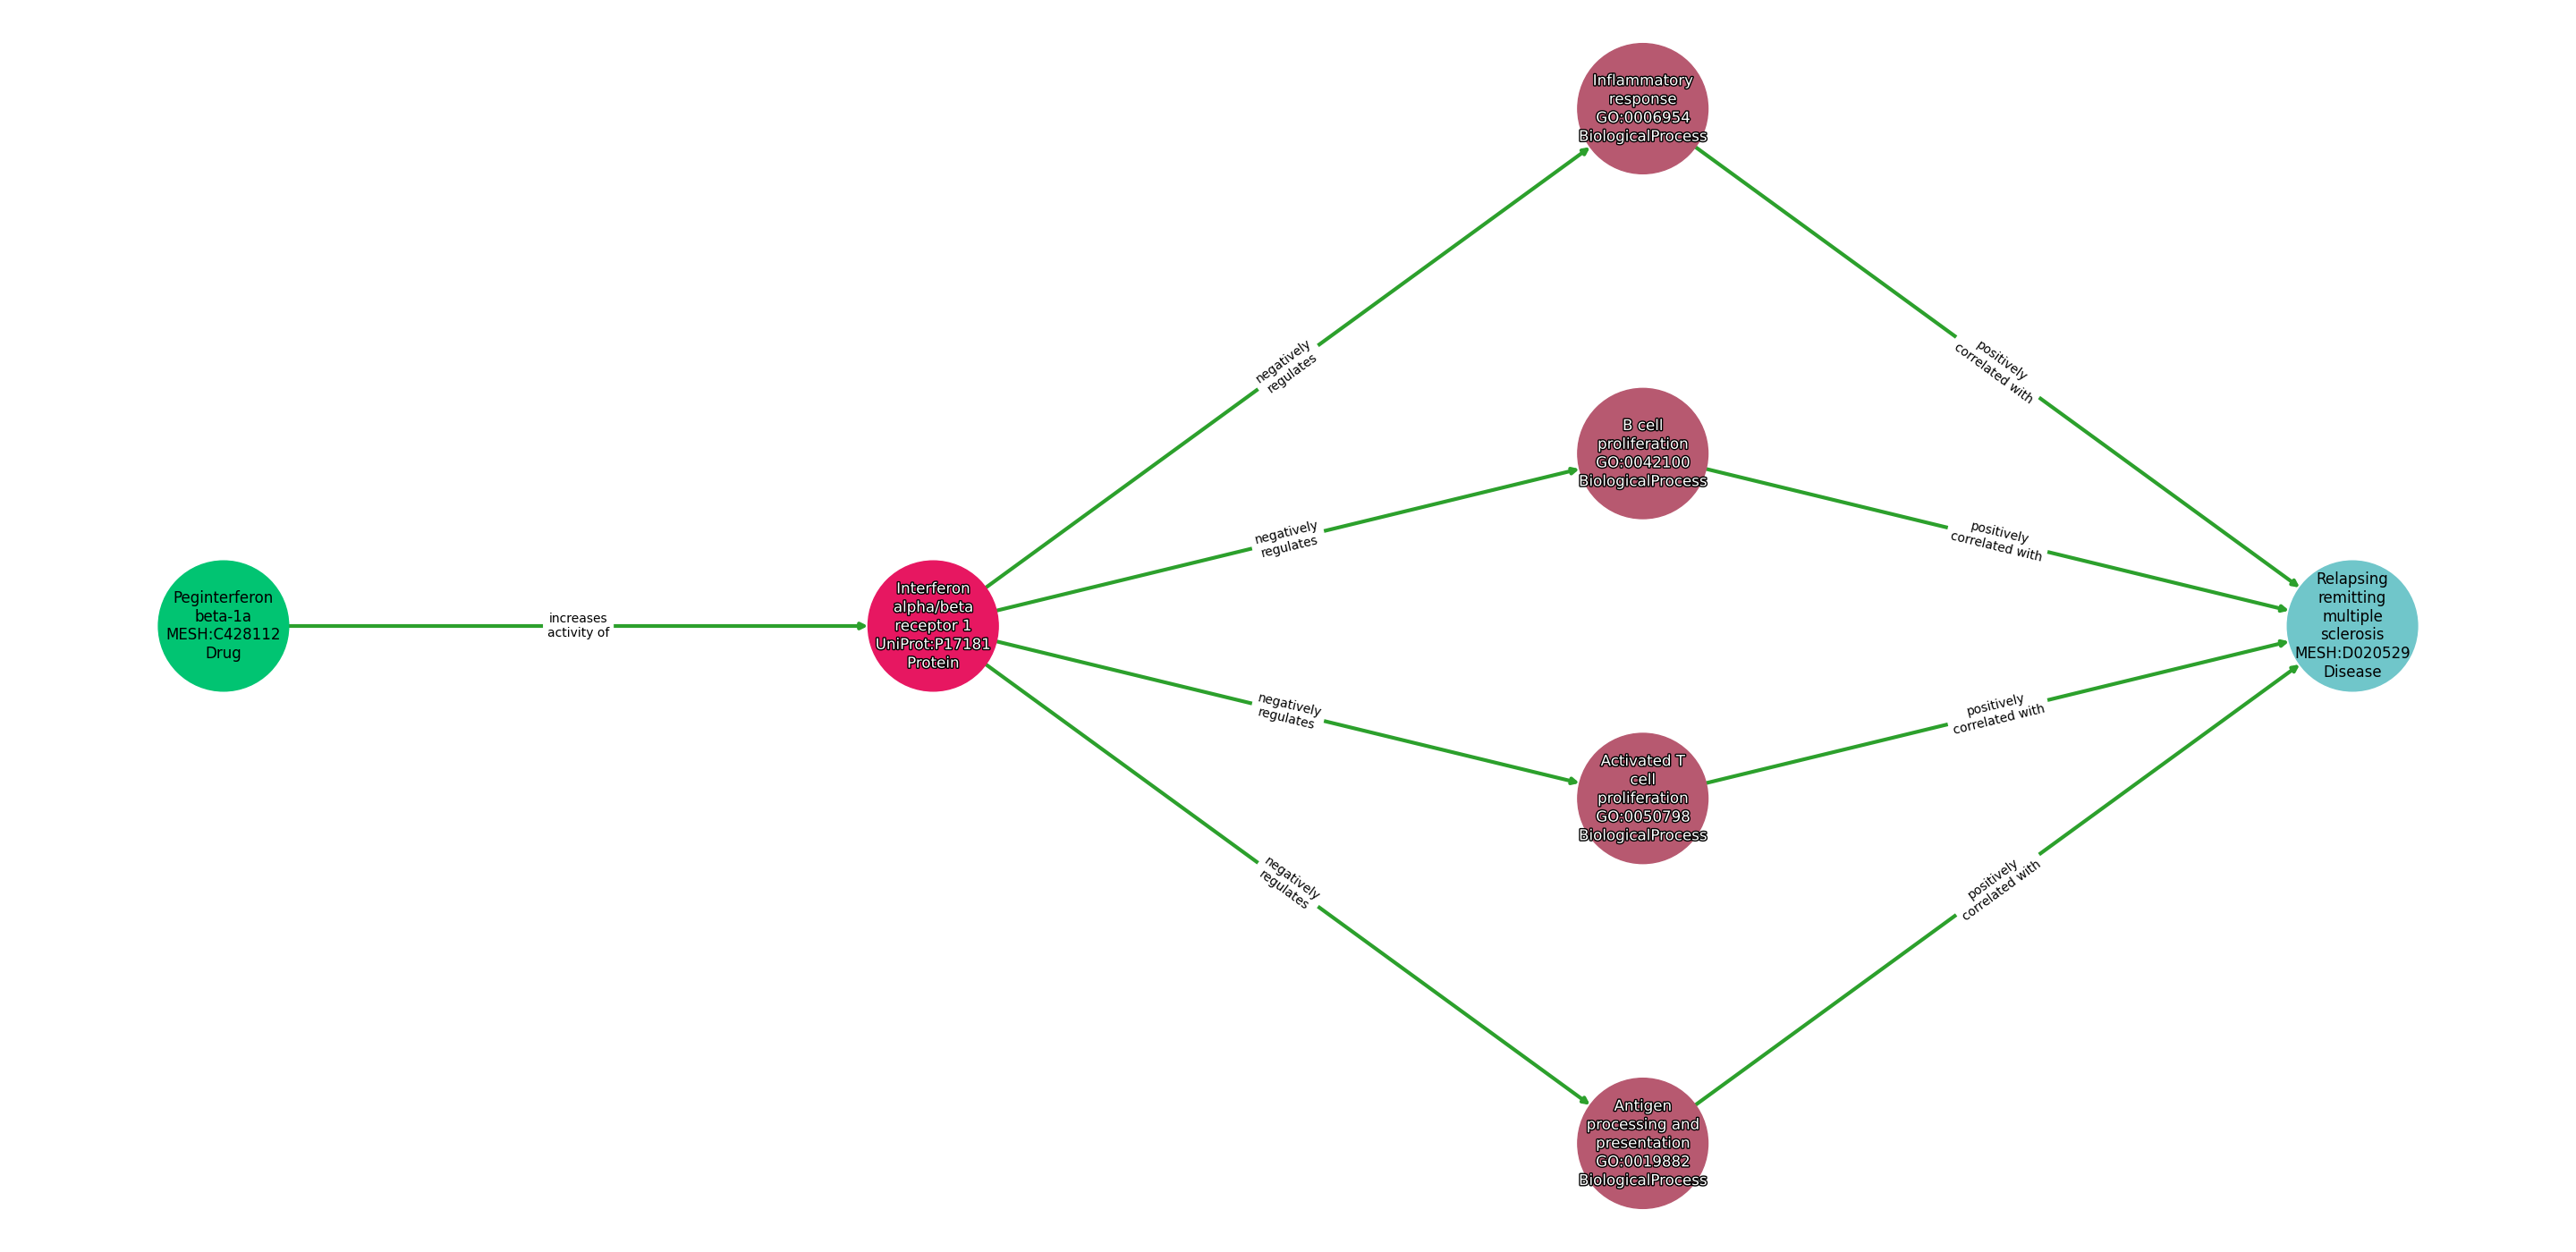 Peginterferon
beta-1a
MESH:C428112
Drug
increases
activity of
Interferon
alpha/beta
receptor 1
UniProt:P17181
Protein
negatively
regulates
negatively
regulates
negatively
regulates
negatively
regulates
Inflammatory
response
GO:0006954
BiologicalProcess
B cell
proliferation
GO:0042100
BiologicalProcess
Activated T
cell
proliferation
GO:0050798
BiologicalProcess
Antigen
processing and
presentation
GO:0019882
BiologicalProcess
positively
correlated with
positively
correlated with
positively
correlated with
positively
correlated with
Relapsing
remitting
multiple
sclerosis
MESH:D020529
Disease